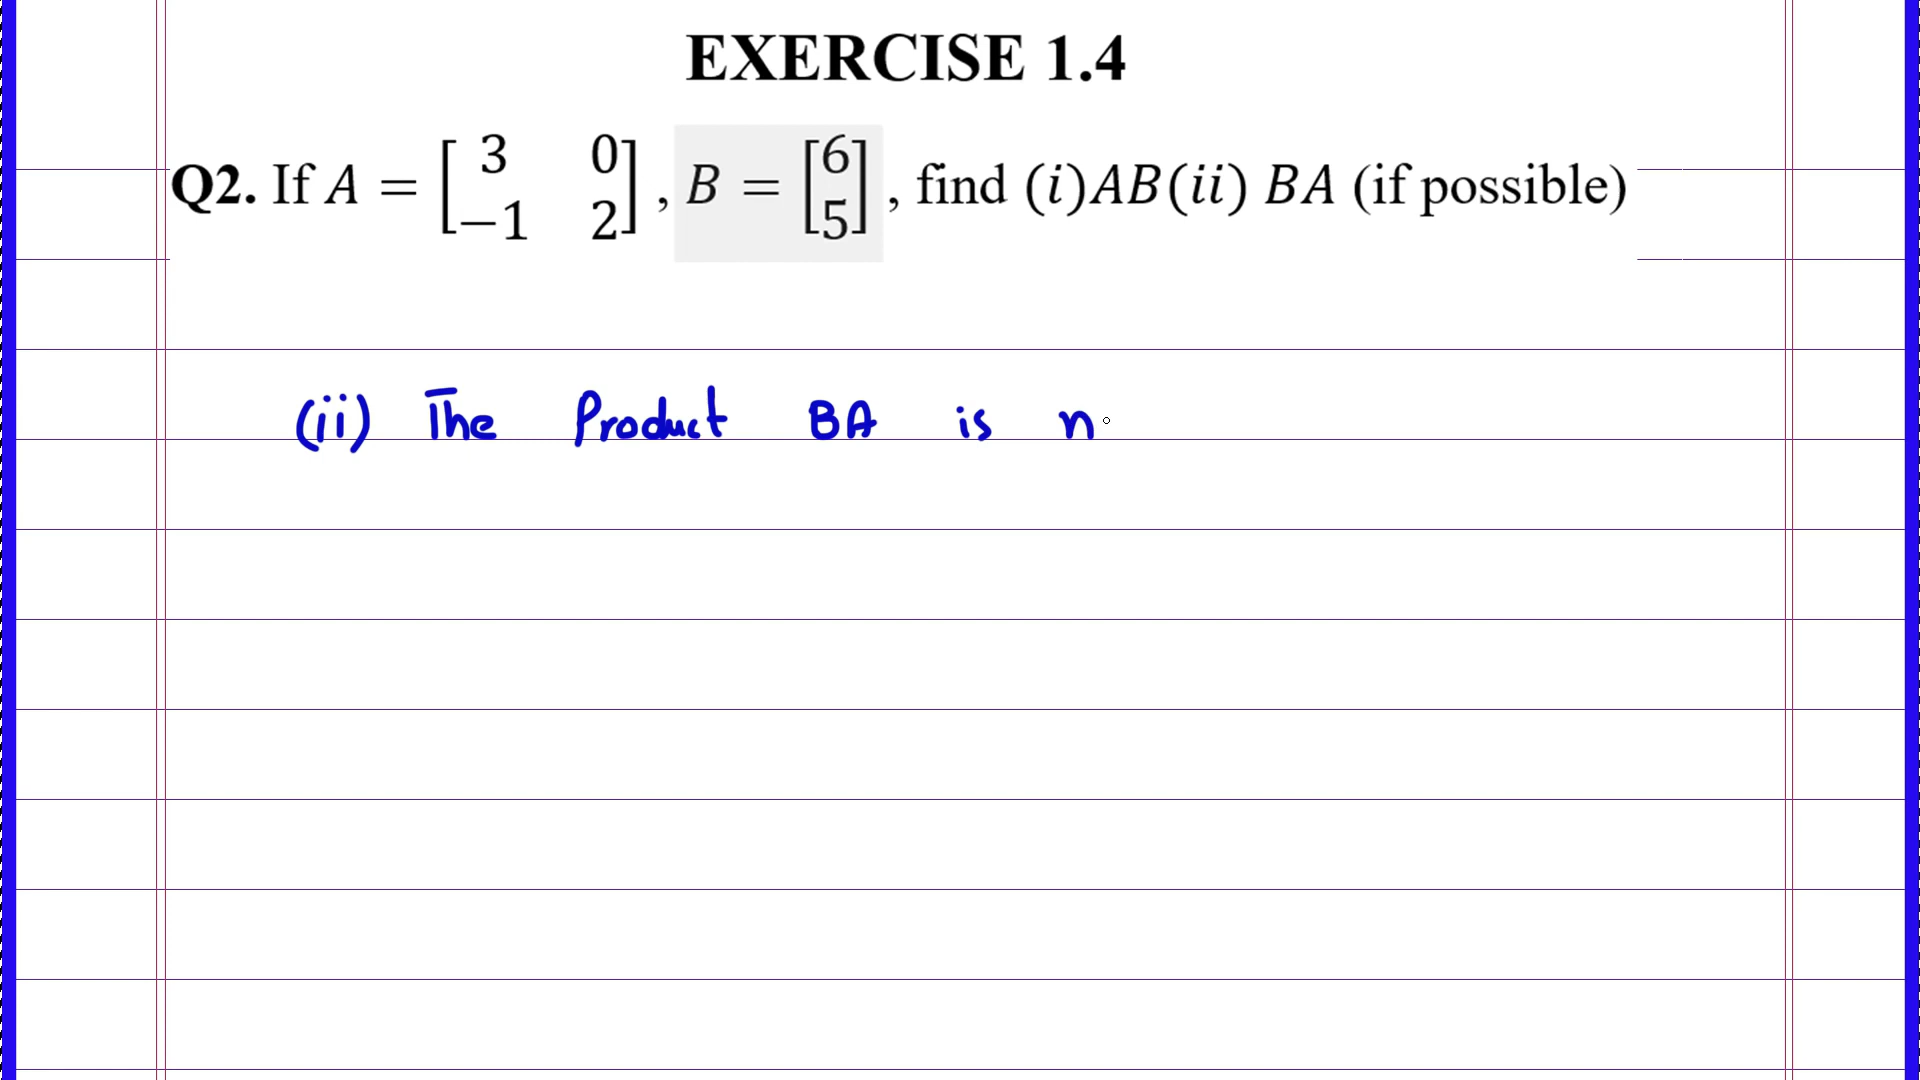 EXERCISE 1.4
Q2. If A = [3 0 −1 2], B = [6 5], find (i)AB(ii) BA (if possible)
(ii) The Product BA is n